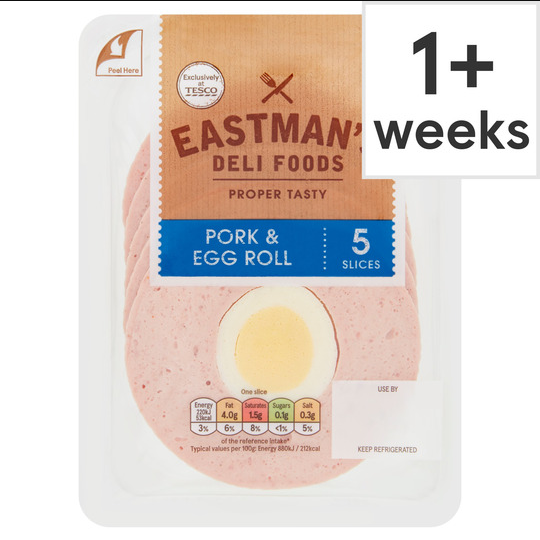 1+
weeks
Peel Here
Exclusively
at
TESCO
EASTMAN'
DELI FOODS
PROPER TASTY
PORK &
EGG ROLL
5
SLICES
One slice
Energy
220kJ
53kcal
3%
Fat
4.0g
6%
Saturates
1.5g
8%
Sugars
0.1g
<1%
Salt
0.3g
5%
of the reference intake*
Typical values per 100g: Energy 880kJ / 212kcal
USE BY
KEEP REFRIGERATED